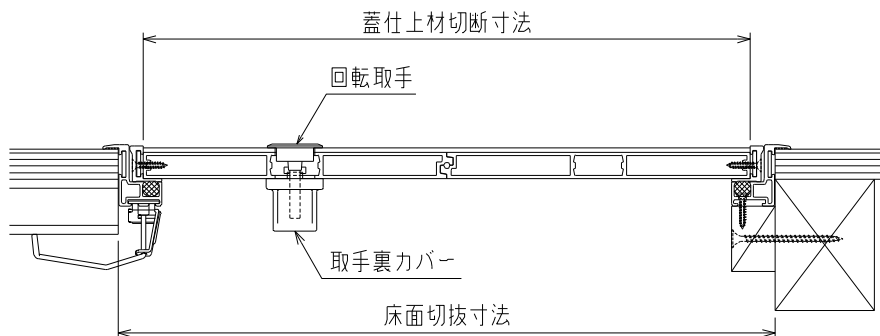 蓋仕上材切断寸法
回転取手
取手裏カバー
床面切抜寸法